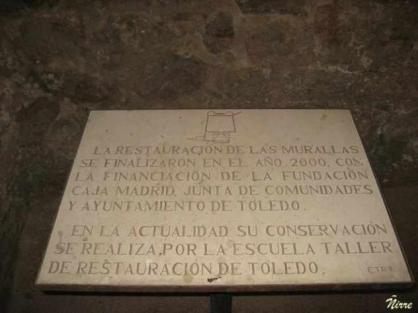 LA RESTAURACIÓN DE LAS MURALLAS
SE FINALIZARON EN EL AÑO 2000, CON
LA FINANCIACIÓN DE LA FUNDACIÓN
CAJA MADRID, JUNTA DE COMUNIDADES
Y AYUNTAMIENTO DE TOLEDO.
EN LA ACTUALIDAD SU CONSERVACIÓN
SE REALIZA, POR LA ESCUELA TALLER
DE RESTAURACIÓN DE TOLEDO.
Ñirre